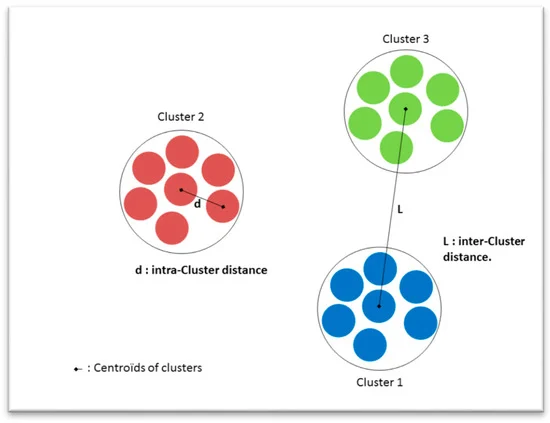 Cluster 3
Cluster 2
d
L
L : inter-Cluster
distance.
d : intra-Cluster distance
: Centroïds of clusters
Cluster 1